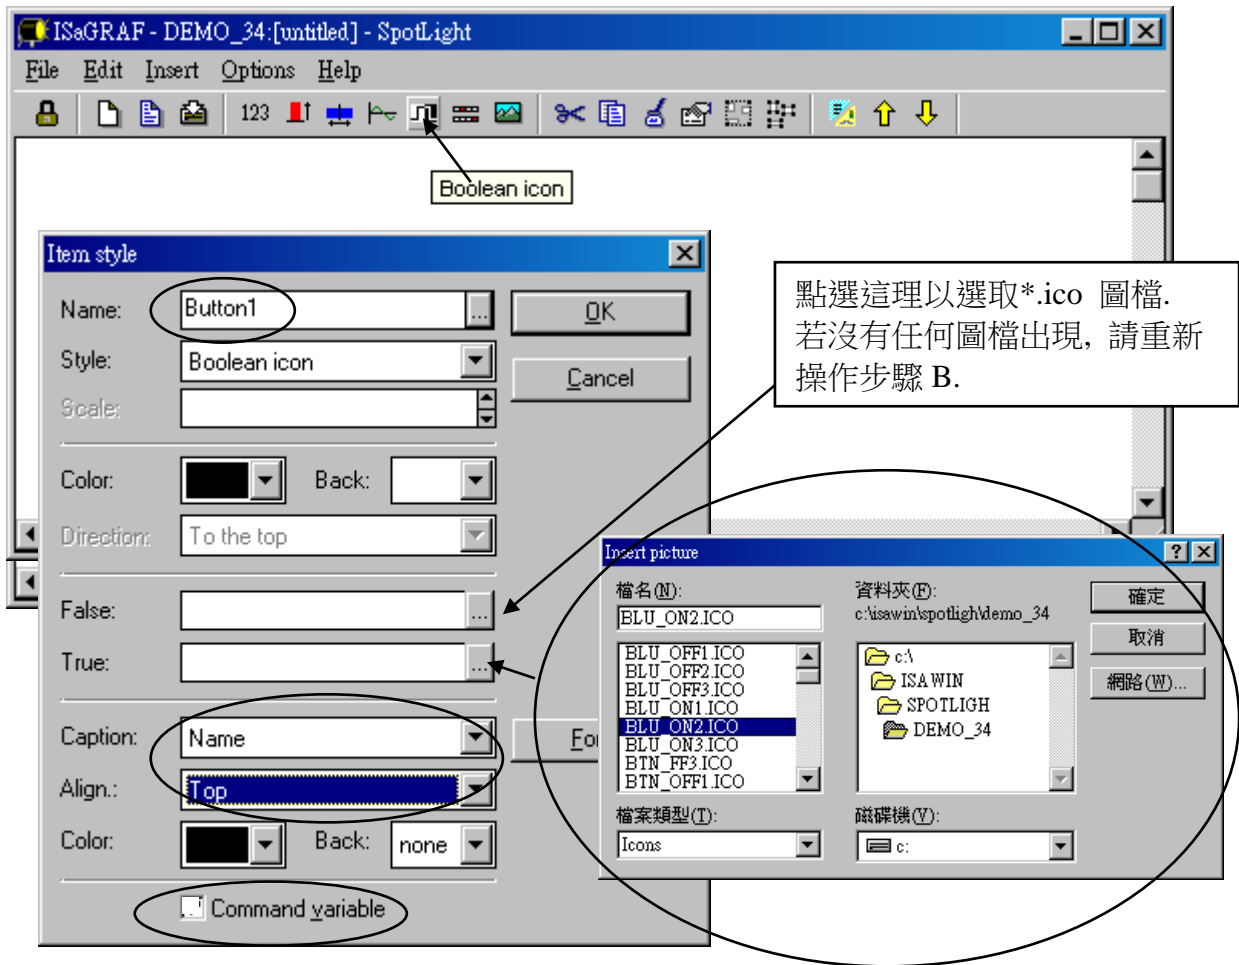 ISaGRAF - DEMO_34:[untitled] - SpotLight
File Edit Insert Options Help
123
Boolean icon
Item style
Name: Button1 ... OK
Style: Boolean icon
Cancel
Scale:
Color: Back:
Direction: To the top
False: ...
True: ...
Caption: Name
Align.: Top
Color: Back: none
Command variable
點選這理以選取*.ico 圖檔.
若沒有任何圖檔出現, 請重新
操作步驟 B.
Insert picture
檔名(N):
BLU_ON2.ICO
BLU_OFF1.ICO
BLU_OFF2.ICO
BLU_OFF3.ICO
BLU_ON1.ICO
BLU_ON2.ICO
BLU_ON3.ICO
BTN_FF3.ICO
BTN_OFF1.ICO
檔案類型(T):
Icons
資料夾(F):
c:\isawin\spotligh\demo_34
c:\
ISAWIN
SPOTLIGH
DEMO_34
磁碟機(V):
c:
確定
取消
網路(W)...